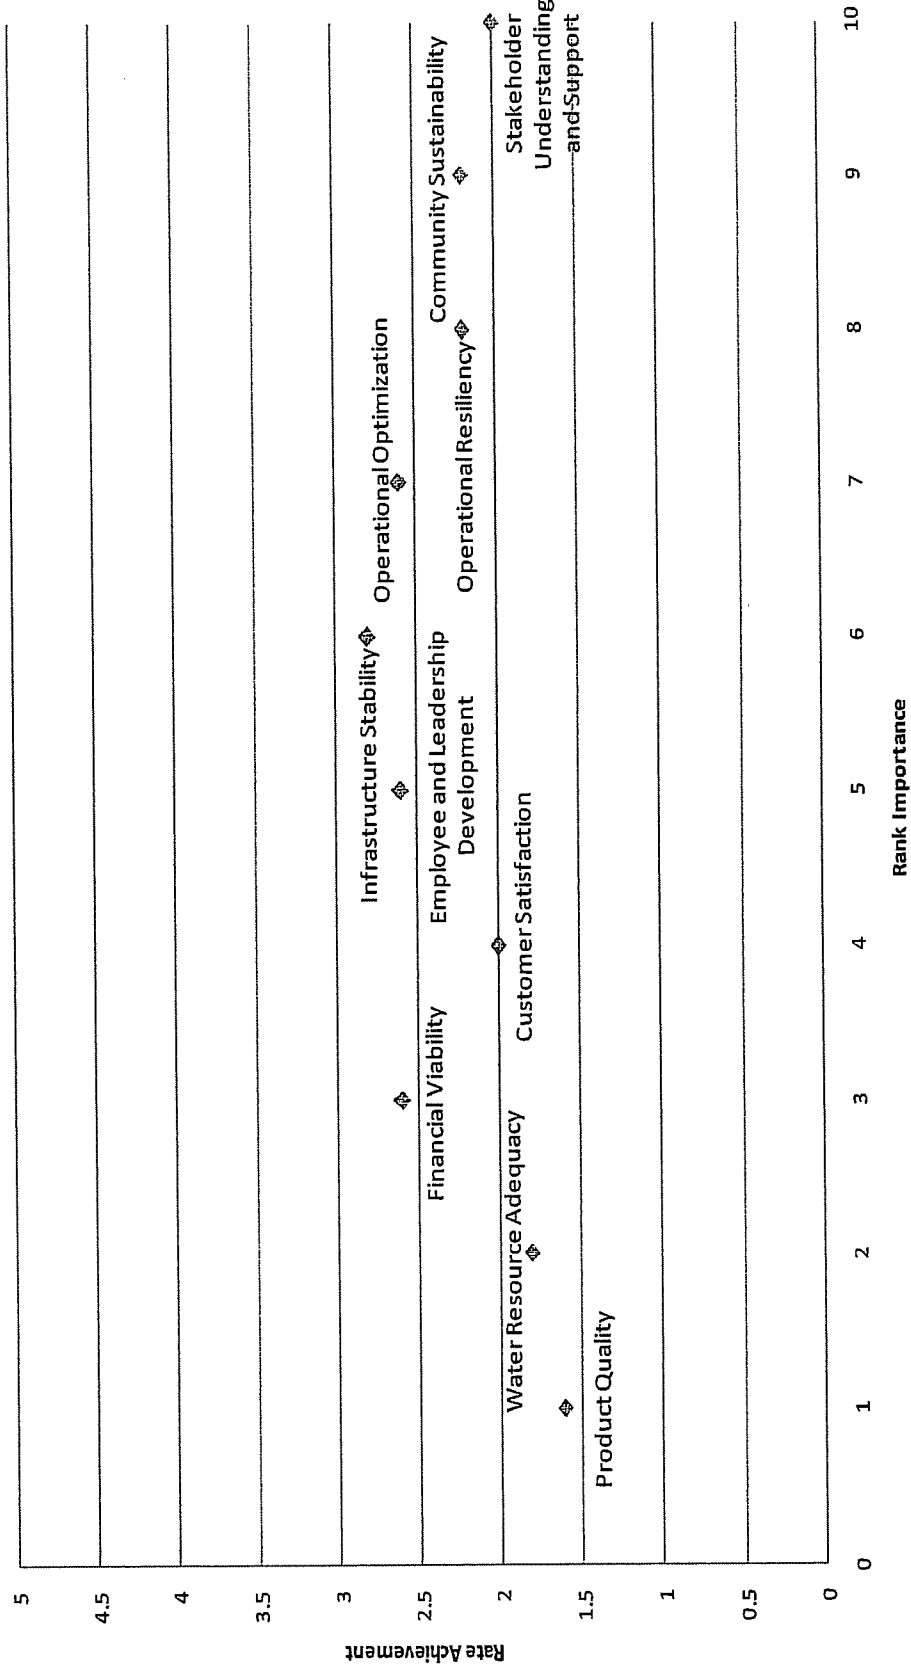 5
4.5
4
3.5
3
2.5
2
1.5
1
0.5
0
Rate Achievement
Infrastructure Stability
Operational Optimization
Community Sustainability
Financial Viability
Employee and Leadership
Development
Operational Resiliency
Water Resource Adequacy
Customer Satisfaction
Stakeholder
Understanding
and Support
Product Quality
0
1
2
3
4
5
6
7
8
9
10
Rank Importance